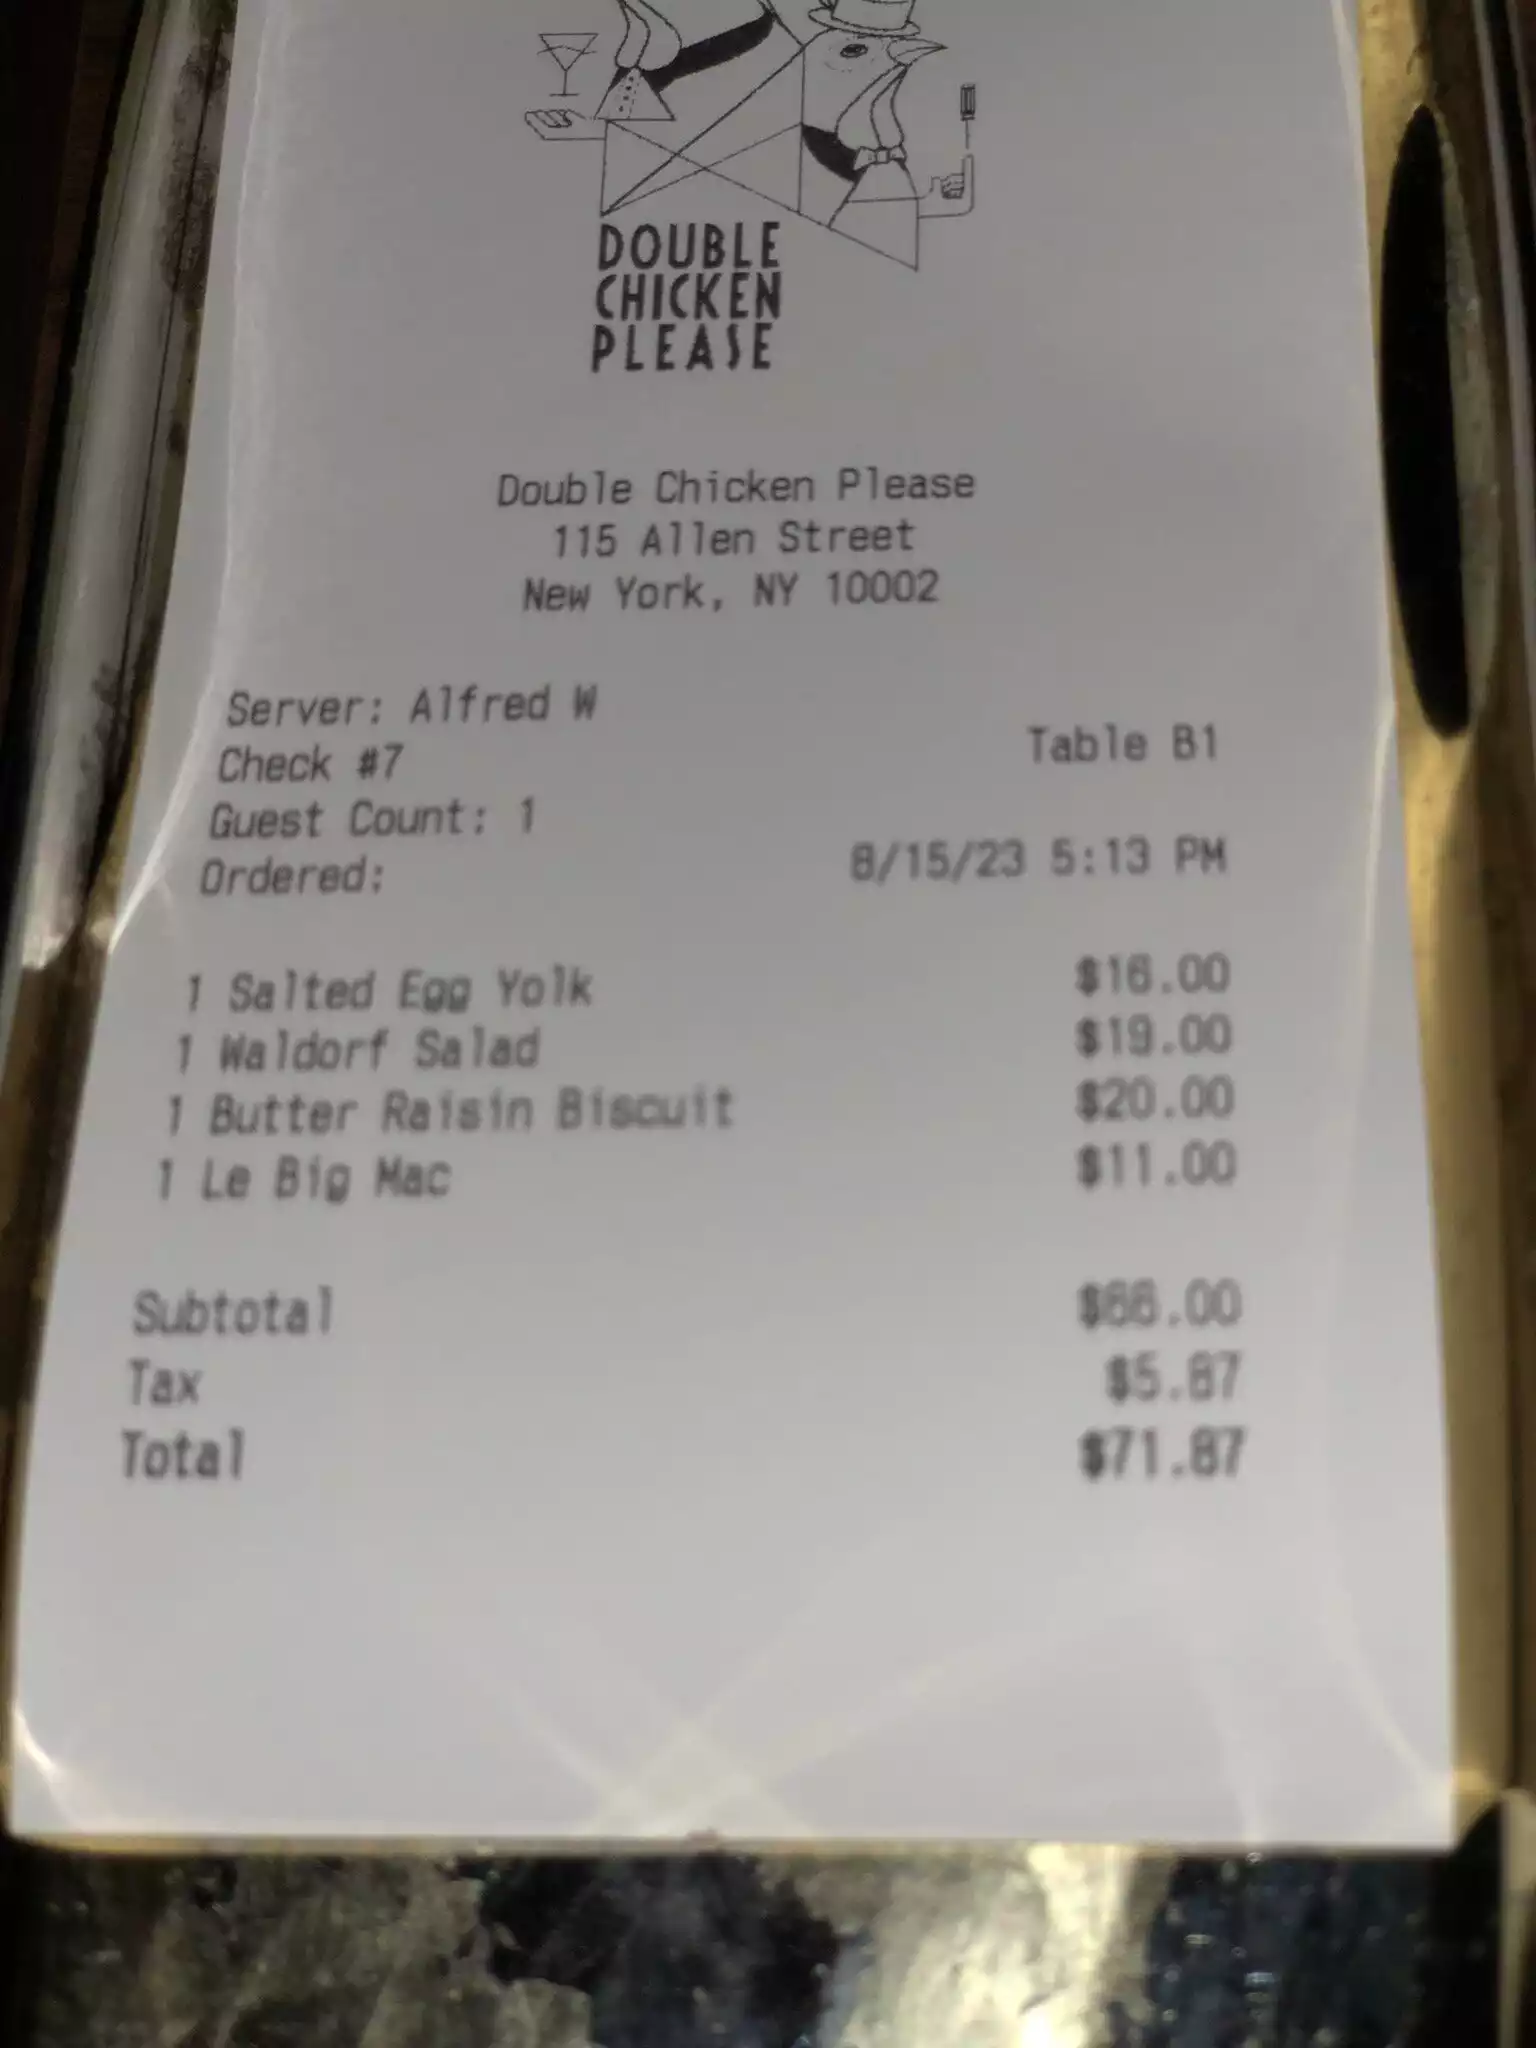 DOUBLE
CHICKEN
PLEASE
Double Chicken Please
115 Allen Street
New York, NY 10002
Server: Alfred W
Check #7 Table B1
Guest Count: 1
Ordered: 8/15/23 5:13 PM
1 Salted Egg Yolk $16.00
1 Waldorf Salad $19.00
1 Butter Raisin Biscuit $20.00
1 Le Big Mac $11.00
Subtotal $66.00
Tax $5.87
Total $71.87